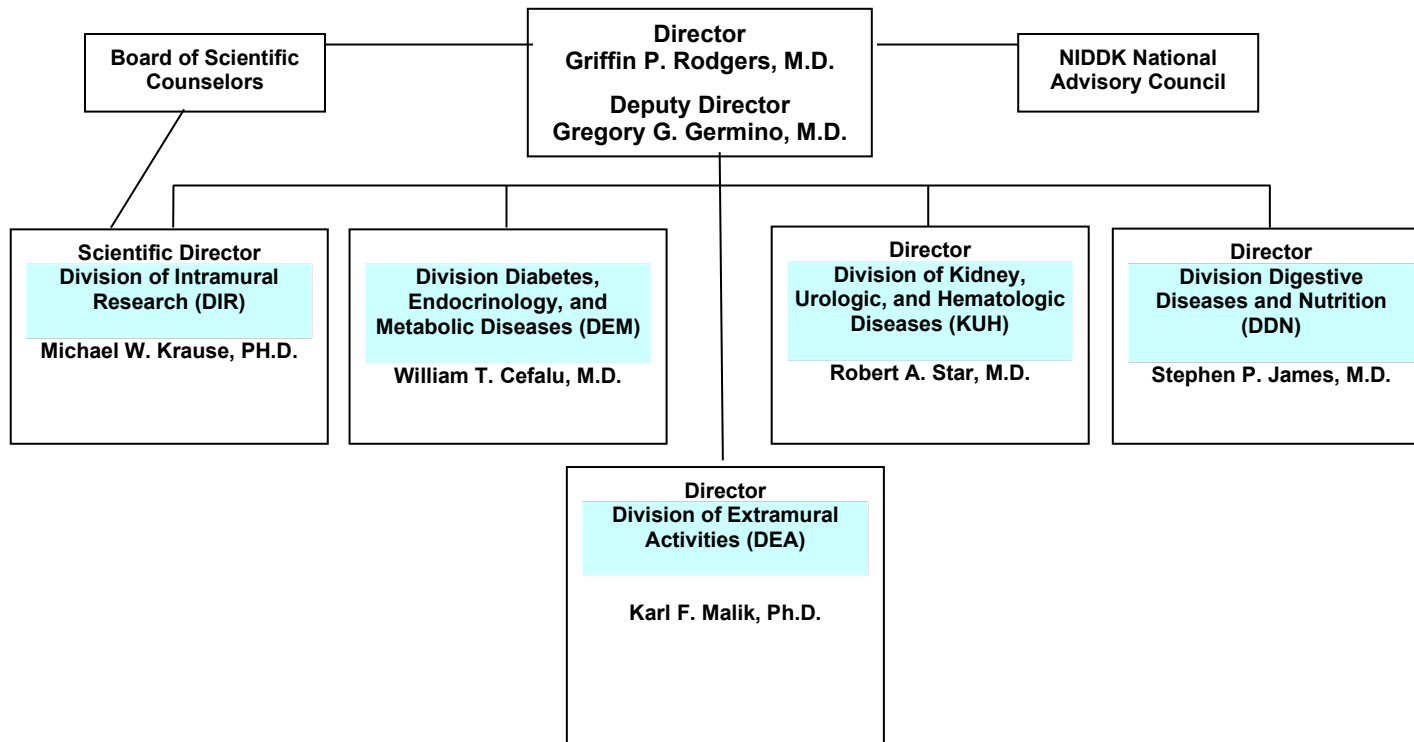 Director
Griffin P. Rodgers, M.D.
Deputy Director
Gregory G. Germino, M.D.
Board of Scientific
Counselors
NIDDK National
Advisory Council
Scientific Director
Division of Intramural
Research (DIR)
Michael W. Krause, PH.D.
Division Diabetes,
Endocrinology, and
Metabolic Diseases (DEM)
William T. Cefalu, M.D.
Director
Division of Kidney,
Urologic, and Hematologic
Diseases (KUH)
Robert A. Star, M.D.
Director
Division Digestive
Diseases and Nutrition
(DDN)
Stephen P. James, M.D.
Director
Division of Extramural
Activities (DEA)
Karl F. Malik, Ph.D.